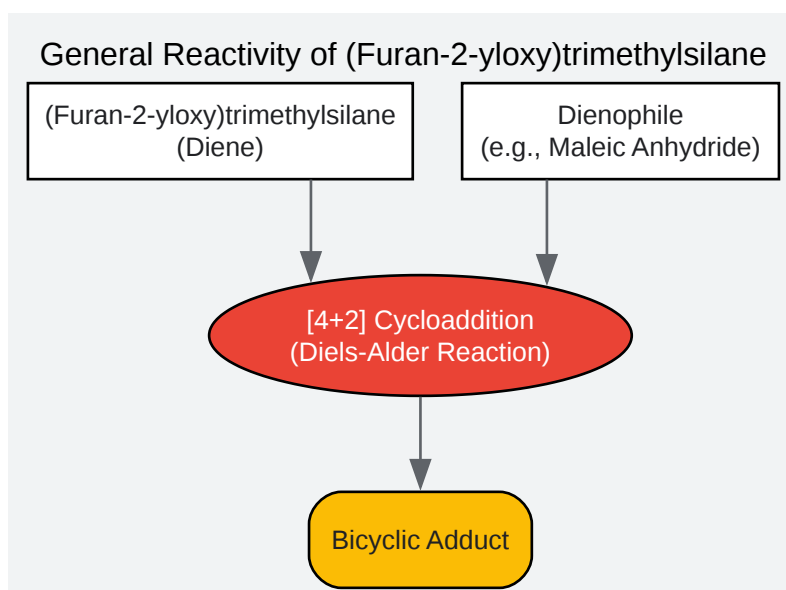 General Reactivity of (Furan-2-yloxy)trimethylsilane
(Furan-2-yloxy)trimethylsilane
(Diene)
Dienophile
(e.g., Maleic Anhydride)
[4+2] Cycloaddition
(Diels-Alder Reaction)
Bicyclic Adduct